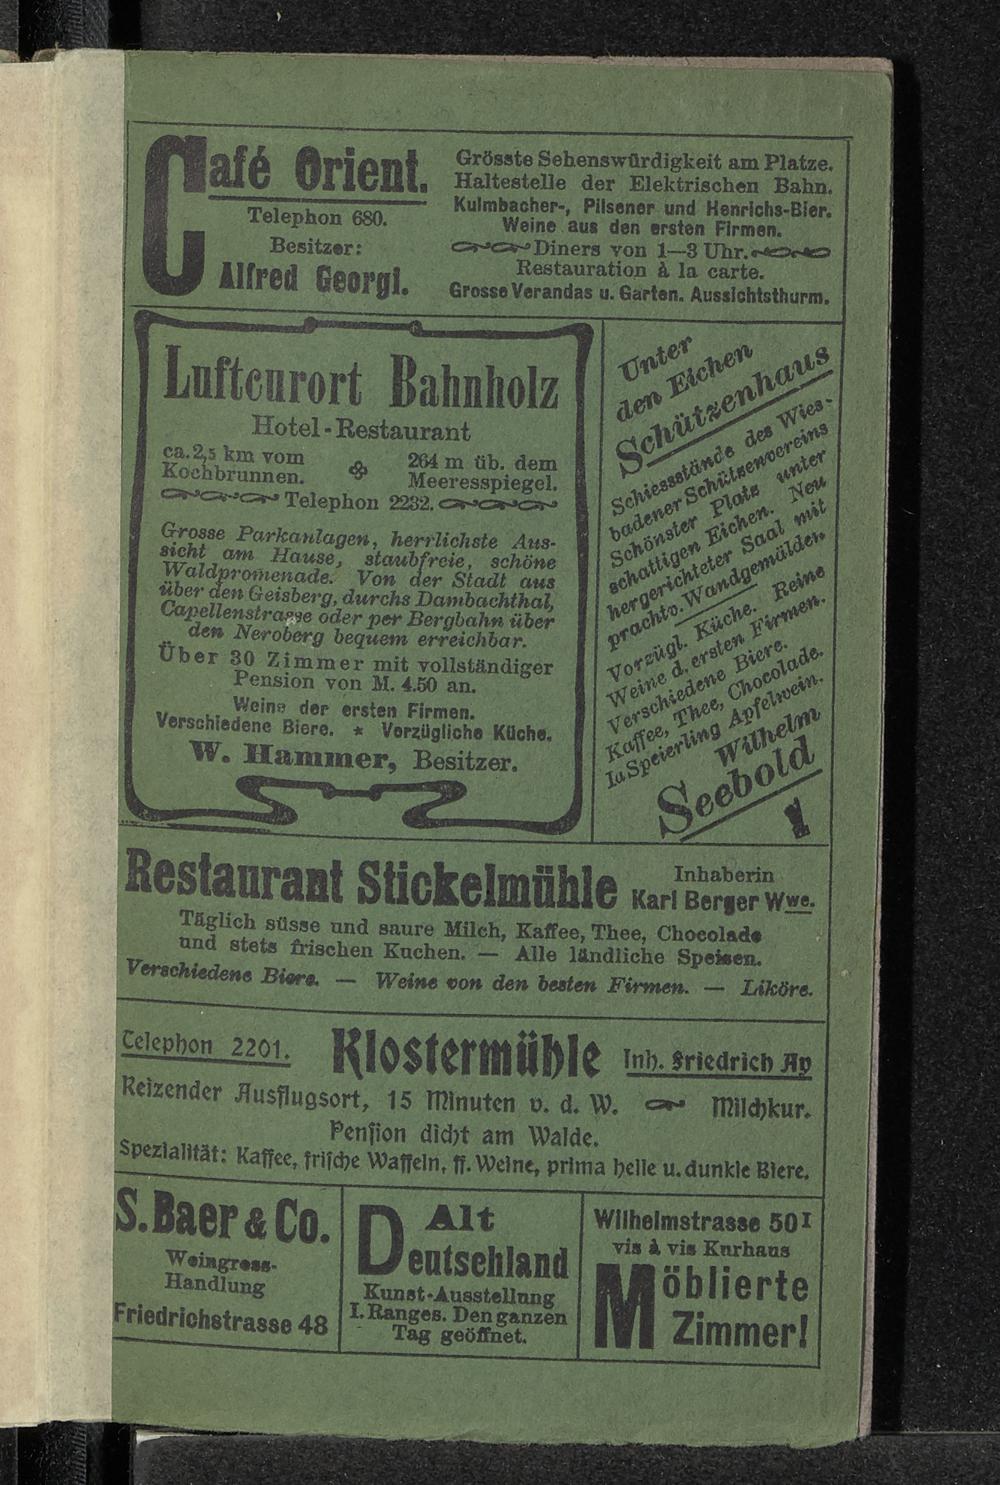 Café Orient.
Telephon 680.
Besitzer:
Alfred Georgi.
Grösste Sehenswürdigkeit am Platze.
Haltestelle der Elektrischen Bahn.
Kulmbacher-, Pilsener und Henrichs-Bier.
Weine aus den ersten Firmen.
Diners von 1—3 Uhr.
Restauration à la carte.
Grosse Verandas u. Garten. Aussichtsthurm.
Luftcurort Bahnholz
Hotel-Restaurant
ca. 2,5 km vom
Kochbrunnen.
264 m üb. dem
Meeresspiegel.
Telephon 2232.
Grosse Parkanlagen, herrlichste Aus-
sicht am Hause, staubfreie, schöne
Waldpromenade. Von der Stadt aus
über den Geisberg, durchs Dambachthal,
Capellenstrasse oder per Bergbahn über
den Neroberg bequem erreichbar.
Über 30 Zimmer mit vollständiger
Pension von M. 4.50 an.
Weine der ersten Firmen.
Verschiedene Biere. * Vorzügliche Küche.
W. Hammer, Besitzer.
Unter
den Eichen
Schützenhaus
Schiessstände des Wies-
badener Schützenvereins
Schönster Platz unter
schattigen Eichen. Neu
hergerichteter Saal mit
prachtv. Wandgemälden.
Vorzügl. Küche. Reine
Weine d. ersten Firmen.
Verschiedene Biere.
Kaffee, Thee, Chocolade.
Ia Speierling Apfelwein.
Wilhelm
Seebold
Restaurant Stickelmühle
Inhaberin
Karl Berger Wwe.
Täglich süsse und saure Milch, Kaffee, Thee, Chocolade
und stets frischen Kuchen. — Alle ländliche Speisen.
Verschiedene Biere. — Weine von den besten Firmen. — Liköre.
Telephon 2201.
Klostermühle
Inh. Friedrich Ay
Reizender Ausflugsort, 15 Minuten v. d. W.
Milchkur.
Pension dicht am Walde.
Spezialität: Kaffee, frische Waffeln, ff. Weine, prima helle u. dunkle Biere.
S. Baer & Co.
Weingross-
Handlung
Friedrichstrasse 48
Alt
Deutschland
Kunst-Ausstellung
I. Ranges. Den ganzen
Tag geöffnet.
Wilhelmstrasse 50 I
vis à vis Kurhaus
Möblierte
Zimmer!